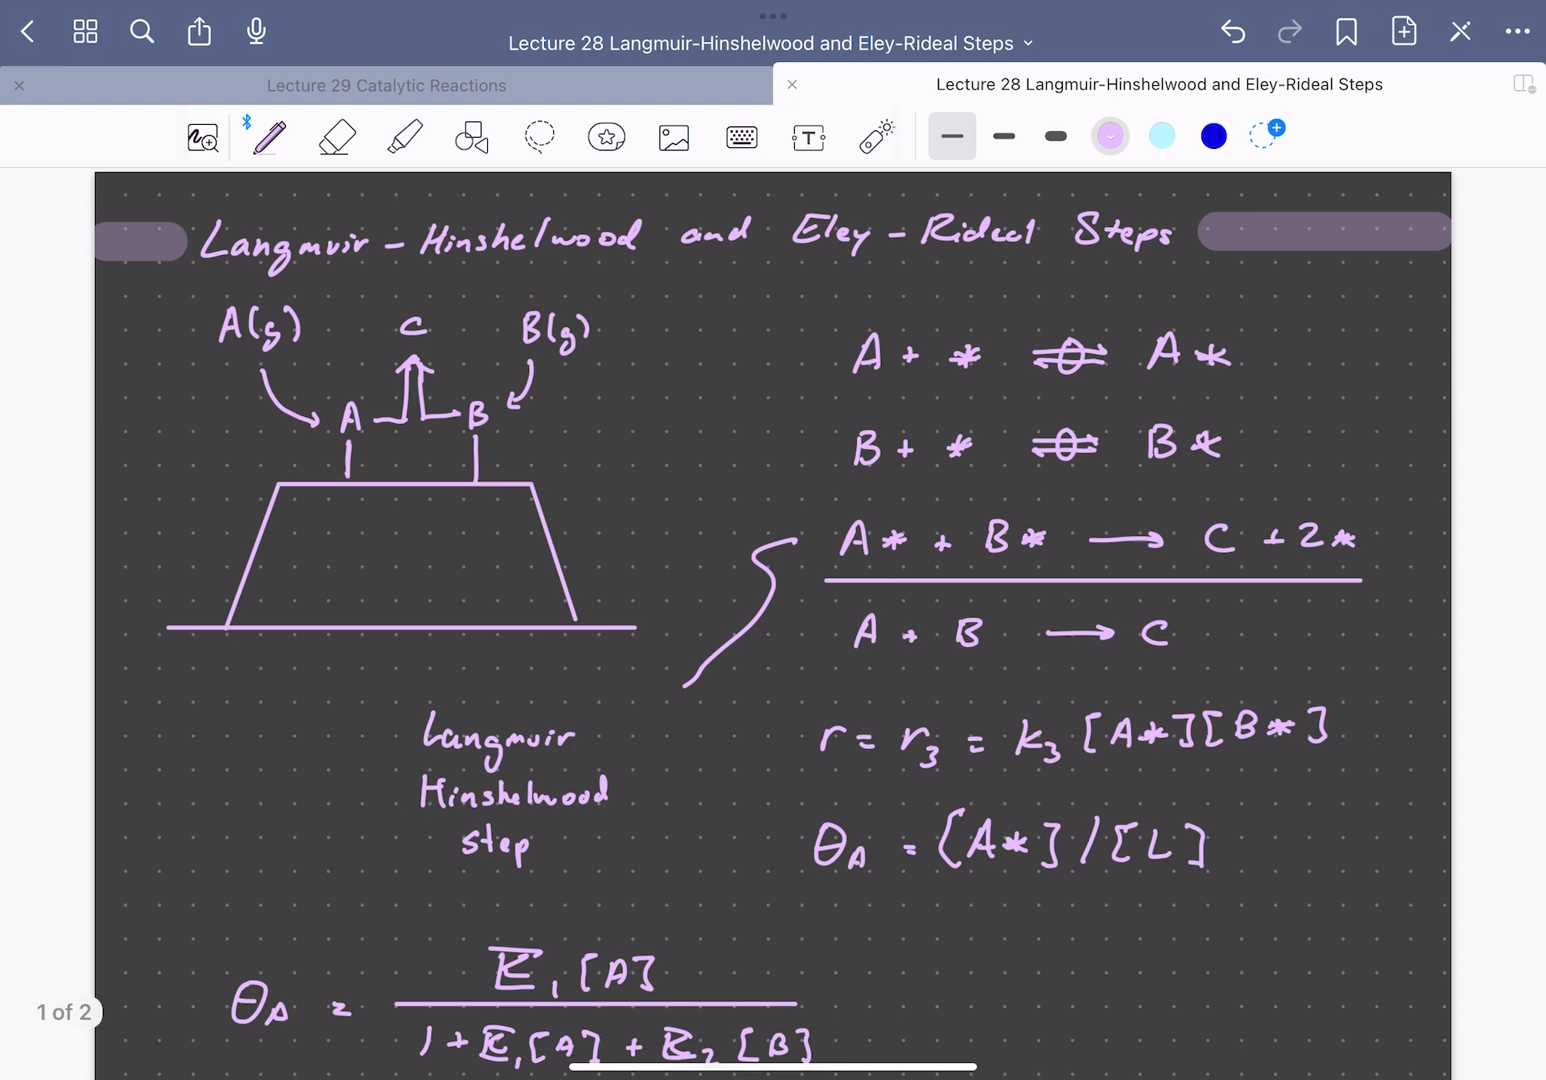 Lecture 28 Langmuir-Hinshelwood and Eley-Rideal Steps
Lecture 29 Catalytic Reactions
Lecture 28 Langmuir-Hinshelwood and Eley-Rideal Steps
Langmuir - Hinshelwood and Eley - Rideal Steps
A(g) C B(g)
A B
A + * ⇌ A*
B + * ⇌ B*
A* + B* → C + 2*
A + B → C
Langmuir
Hinshelwood
step
r = r₃ = k₃ [A*][B*]
θ_A = [A*]/[L]
θ_A = K₁[A]
1 + K₁[A] + K₂[B]
1 of 2